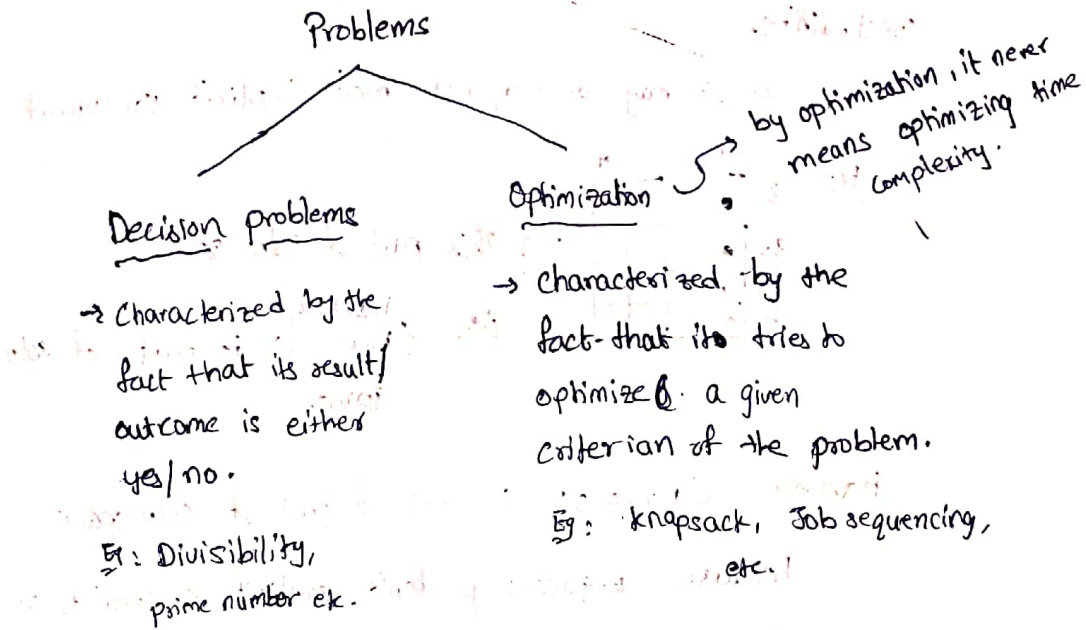 Problems
by optimization, it never
means optimizing time
complexity.
Decision problems
→ Characterized by the
fact that its result/
outcome is either
yes/no.
Eg: Divisibility,
prime number etc.
Optimization
→ Characterized by the
fact that it tries to
optimize a given
criterian of the problem.
Eg: Knapsack, Job sequencing,
etc.